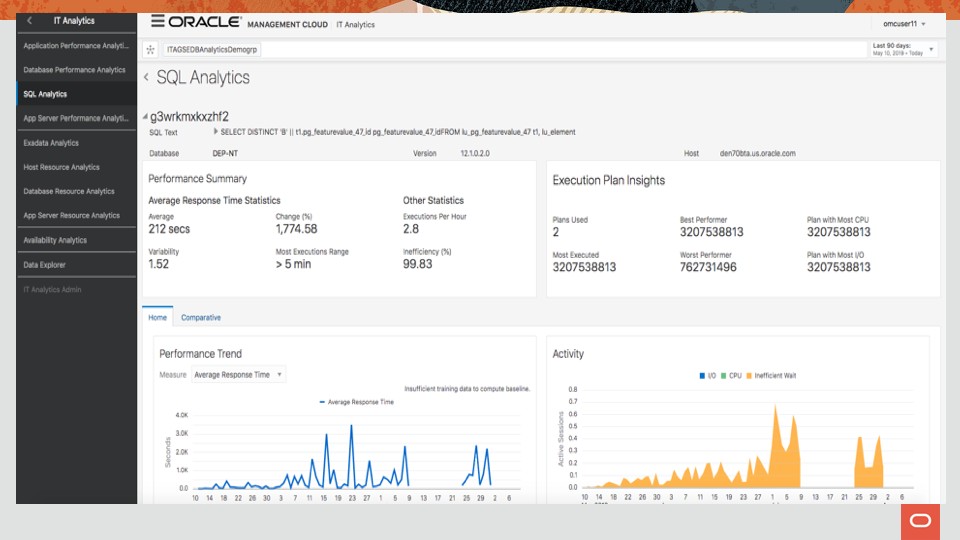 IT Analytics
Application Performance Analyti...
Database Performance Analytics
SQL Analytics
App Server Performance Analyti...
Exadata Analytics
Host Resource Analytics
Database Resource Analytics
App Server Resource Analytics
Availability Analytics
Data Explorer
IT Analytics Admin
ORACLE MANAGEMENT CLOUD IT Analytics
omcuser11
ITAGSEDBAnalyticsDemogrp
Last 90 days:
May 10, 2019 - Today
SQL Analytics
g3wrkmxkxzhf2
SQL Text SELECT DISTINCT 'B' || t1.pg_featurevalue_47_id pg_featurevalue_47_idFROM lu_pg_featurevalue_47 t1, lu_element
Database DEP-NT Version 12.1.0.2.0 Host den70bta.us.oracle.com
Performance Summary
Average Response Time Statistics Other Statistics
Average Change (%) Executions Per Hour
212 secs 1,774.58 2.8
Variability Most Executions Range Inefficiency (%)
1.52 > 5 min 99.83
Execution Plan Insights
Plans Used Best Performer Plan with Most CPU
2 3207538813 3207538813
Most Executed Worst Performer Plan with Most I/O
3207538813 762731496 3207538813
Home Comparative
Performance Trend
Measure Average Response Time
Insufficient training data to compute baseline.
Average Response Time
4.0K
3.0K
2.0K
1.0K
0.0
Seconds
10 14 18 22 26 30 3 7 11 15 19 23 27 1 5 9 13 17 21 25 29 2 6
Activity
I/O CPU Inefficient Wait
0.8
0.7
0.6
0.5
0.4
0.3
0.2
0.1
0.0
Active Sessions
10 14 18 22 26 30 3 7 11 15 19 23 27 1 5 9 13 17 21 25 29 2 6